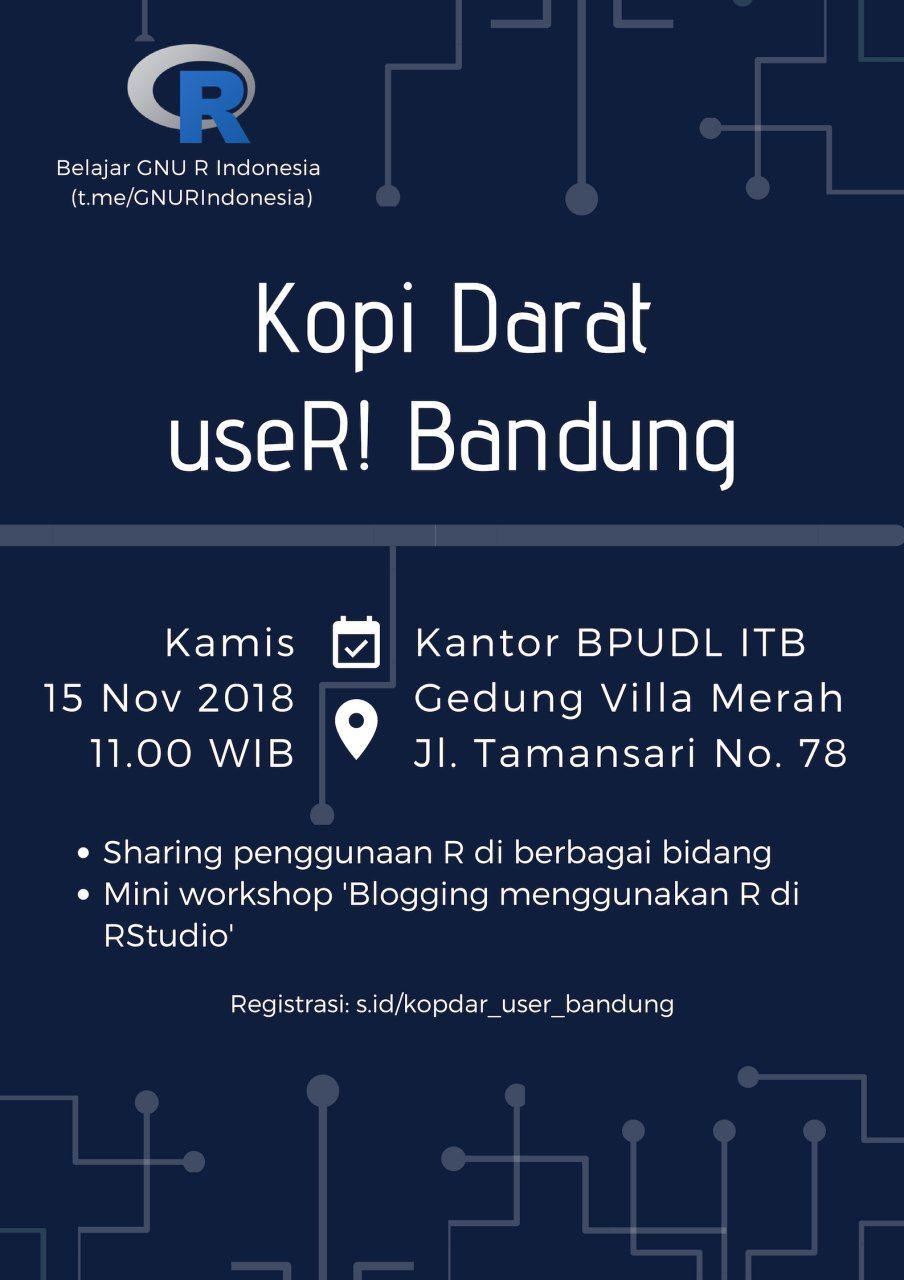 R
Belajar GNU R Indonesia
(t.me/GNURIndonesia)
Kopi Darat
useR! Bandung
Kamis
15 Nov 2018
11.00 WIB
Kantor BPUDL ITB
Gedung Villa Merah
Jl. Tamansari No. 78
• Sharing penggunaan R di berbagai bidang
• Mini workshop 'Blogging menggunakan R di
RStudio'
Registrasi: s.id/kopdar_user_bandung